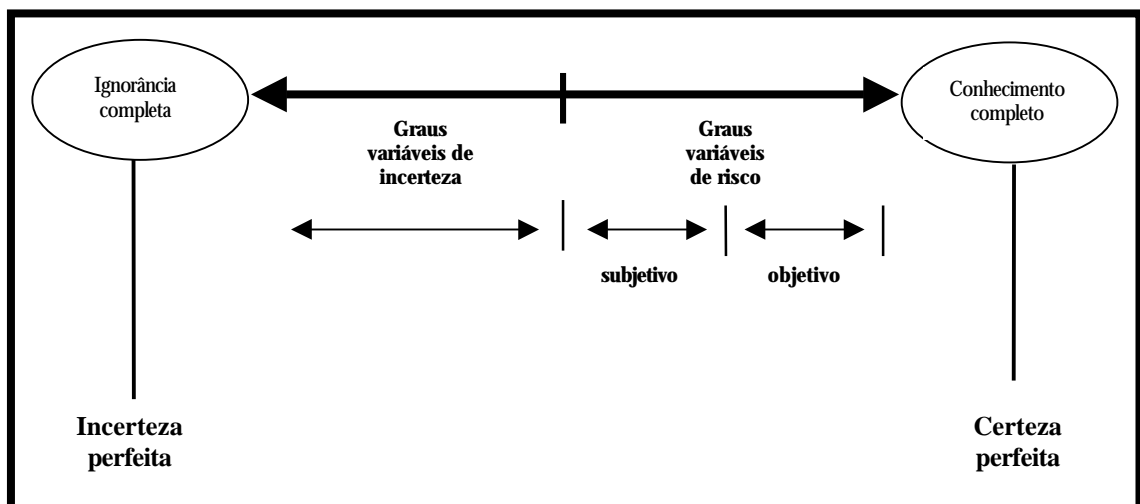 Ignorância
completa
Conhecimento
completo
Graus
variáveis de
incerteza
Graus
variáveis
de risco
subjetivo
objetivo
Incerteza
perfeita
Certeza
perfeita